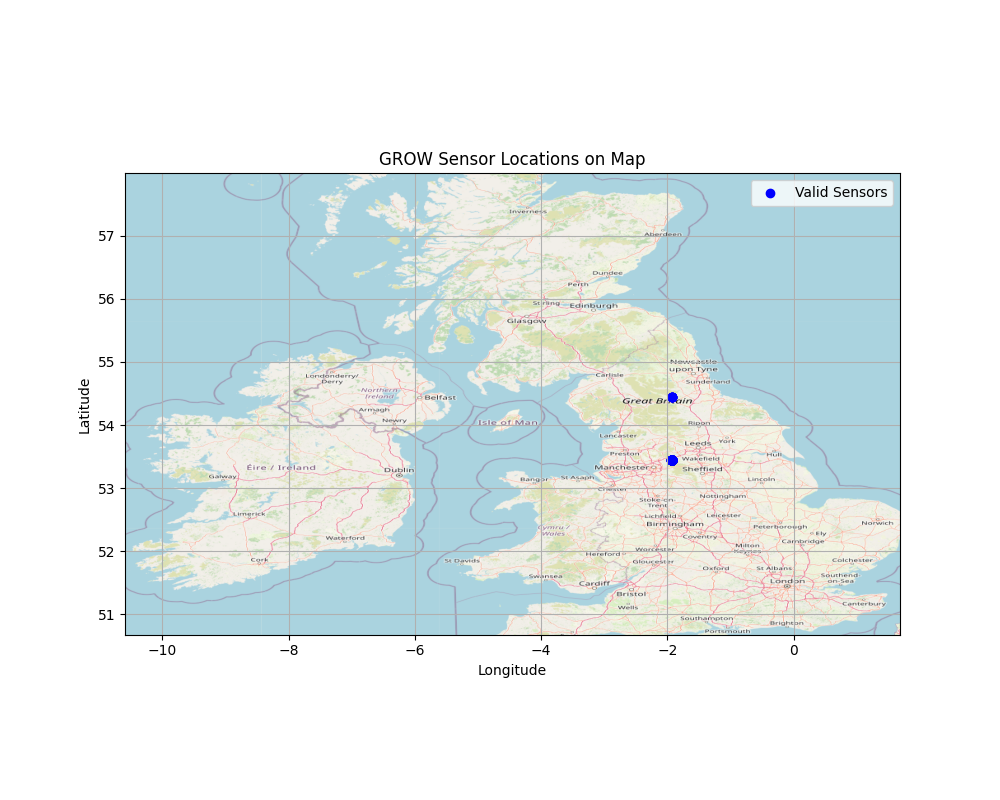 GROW Sensor Locations on Map
Valid Sensors
Inverness
Aberdeen
Dundee
Perth
Stirling
Edinburgh
Glasgow
Newcastle
upon Tyne
Carlisle
Sunderland
Londonderry/
Derry
Northern
Ireland
Belfast
Armagh
Newry
Isle of Man
Great Britain
Ripon
Lancaster
Leeds
York
Preston
Wakefield
Hull
Manchester
Sheffield
Éire / Ireland
Dublin
Galway
Bangor
St Asaph
Lincoln
Chester
Stoke-on-
Trent
Nottingham
Limerick
Lichfield
Leicester
Norwich
Birmingham
Peterborough
Cymru /
Wales
Coventry
Ely
Waterford
Milton
Keynes
Cambridge
Cork
Hereford
Worcester
St Davids
Gloucester
Oxford
St Albans
Colchester
Swansea
Cardiff
London
Southend
-on-Sea
Bristol
Wells
Canterbury
Southampton
Brighton
Portsmouth
57
56
55
54
53
52
51
Latitude
−10
−8
−6
−4
−2
0
Longitude